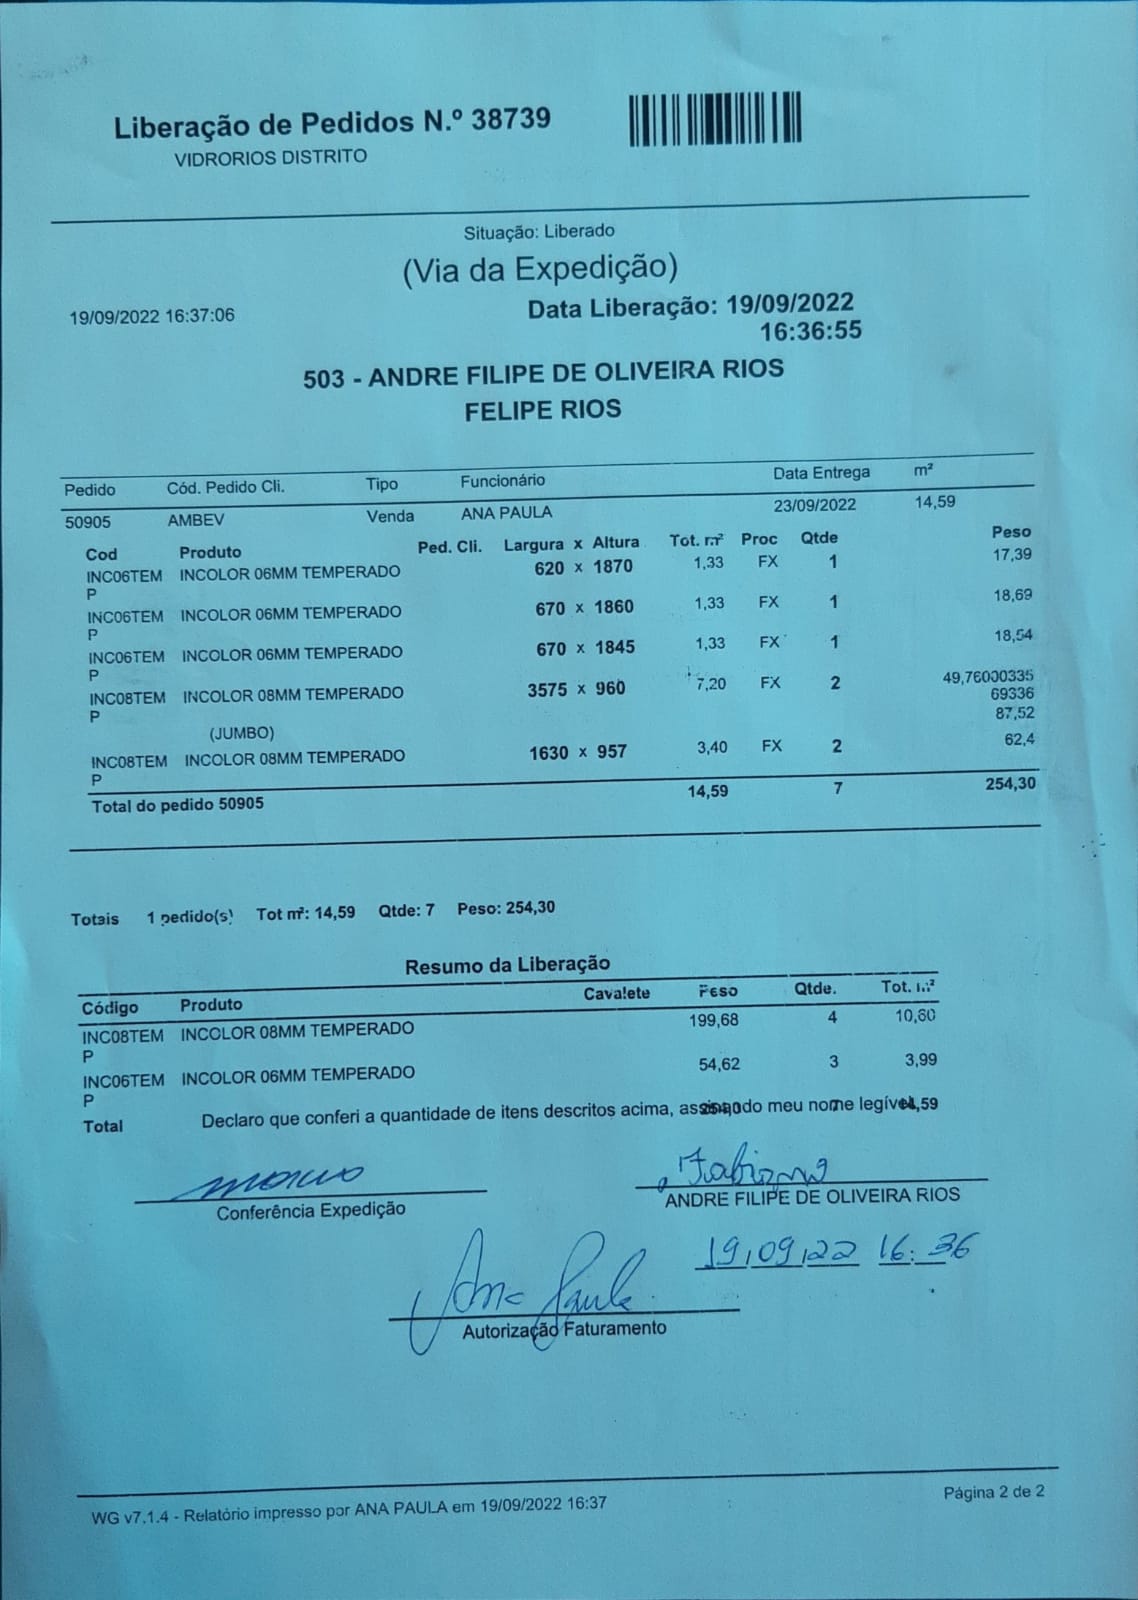 Liberação de Pedidos N.º 38739
VIDRORIOS DISTRITO
Situação: Liberado
(Via da Expedição)
19/09/2022 16:37:06
Data Liberação: 19/09/2022
16:36:55
503 - ANDRE FILIPE DE OLIVEIRA RIOS
FELIPE RIOS
Pedido Cód. Pedido Cli. Tipo Funcionário Data Entrega m²
50905 AMBEV Venda ANA PAULA 23/09/2022 14,59
Cod Produto Ped. Cli. Largura x Altura Tot. m² Proc Qtde Peso
INC06TEM INCOLOR 06MM TEMPERADO 620 x 1870 1,33 FX 1 17,39
P
INC06TEM INCOLOR 06MM TEMPERADO 670 x 1860 1,33 FX 1 18,69
P
INC06TEM INCOLOR 06MM TEMPERADO 670 x 1845 1,33 FX 1 18,54
P
INC08TEM INCOLOR 08MM TEMPERADO 3575 x 960 7,20 FX 2 49,76000335
P 69336
(JUMBO) 87,52
INC08TEM INCOLOR 08MM TEMPERADO 1630 x 957 3,40 FX 2 62,4
P
Total do pedido 50905 14,59 7 254,30
Totais 1 pedido(s) Tot m²: 14,59 Qtde: 7 Peso: 254,30
Resumo da Liberação
Código Produto Cavalete Peso Qtde. Tot. m²
INC08TEM INCOLOR 08MM TEMPERADO 199,68 4 10,60
P
INC06TEM INCOLOR 06MM TEMPERADO 54,62 3 3,99
P
Total Declaro que conferi a quantidade de itens descritos acima, assinando meu nome legível
Fabiano
Conferência Expedição ANDRE FILIPE DE OLIVEIRA RIOS
19/09/22 16:36
Ana Paula
Autorização Faturamento
WG v7.1.4 - Relatório impresso por ANA PAULA em 19/09/2022 16:37 Página 2 de 2